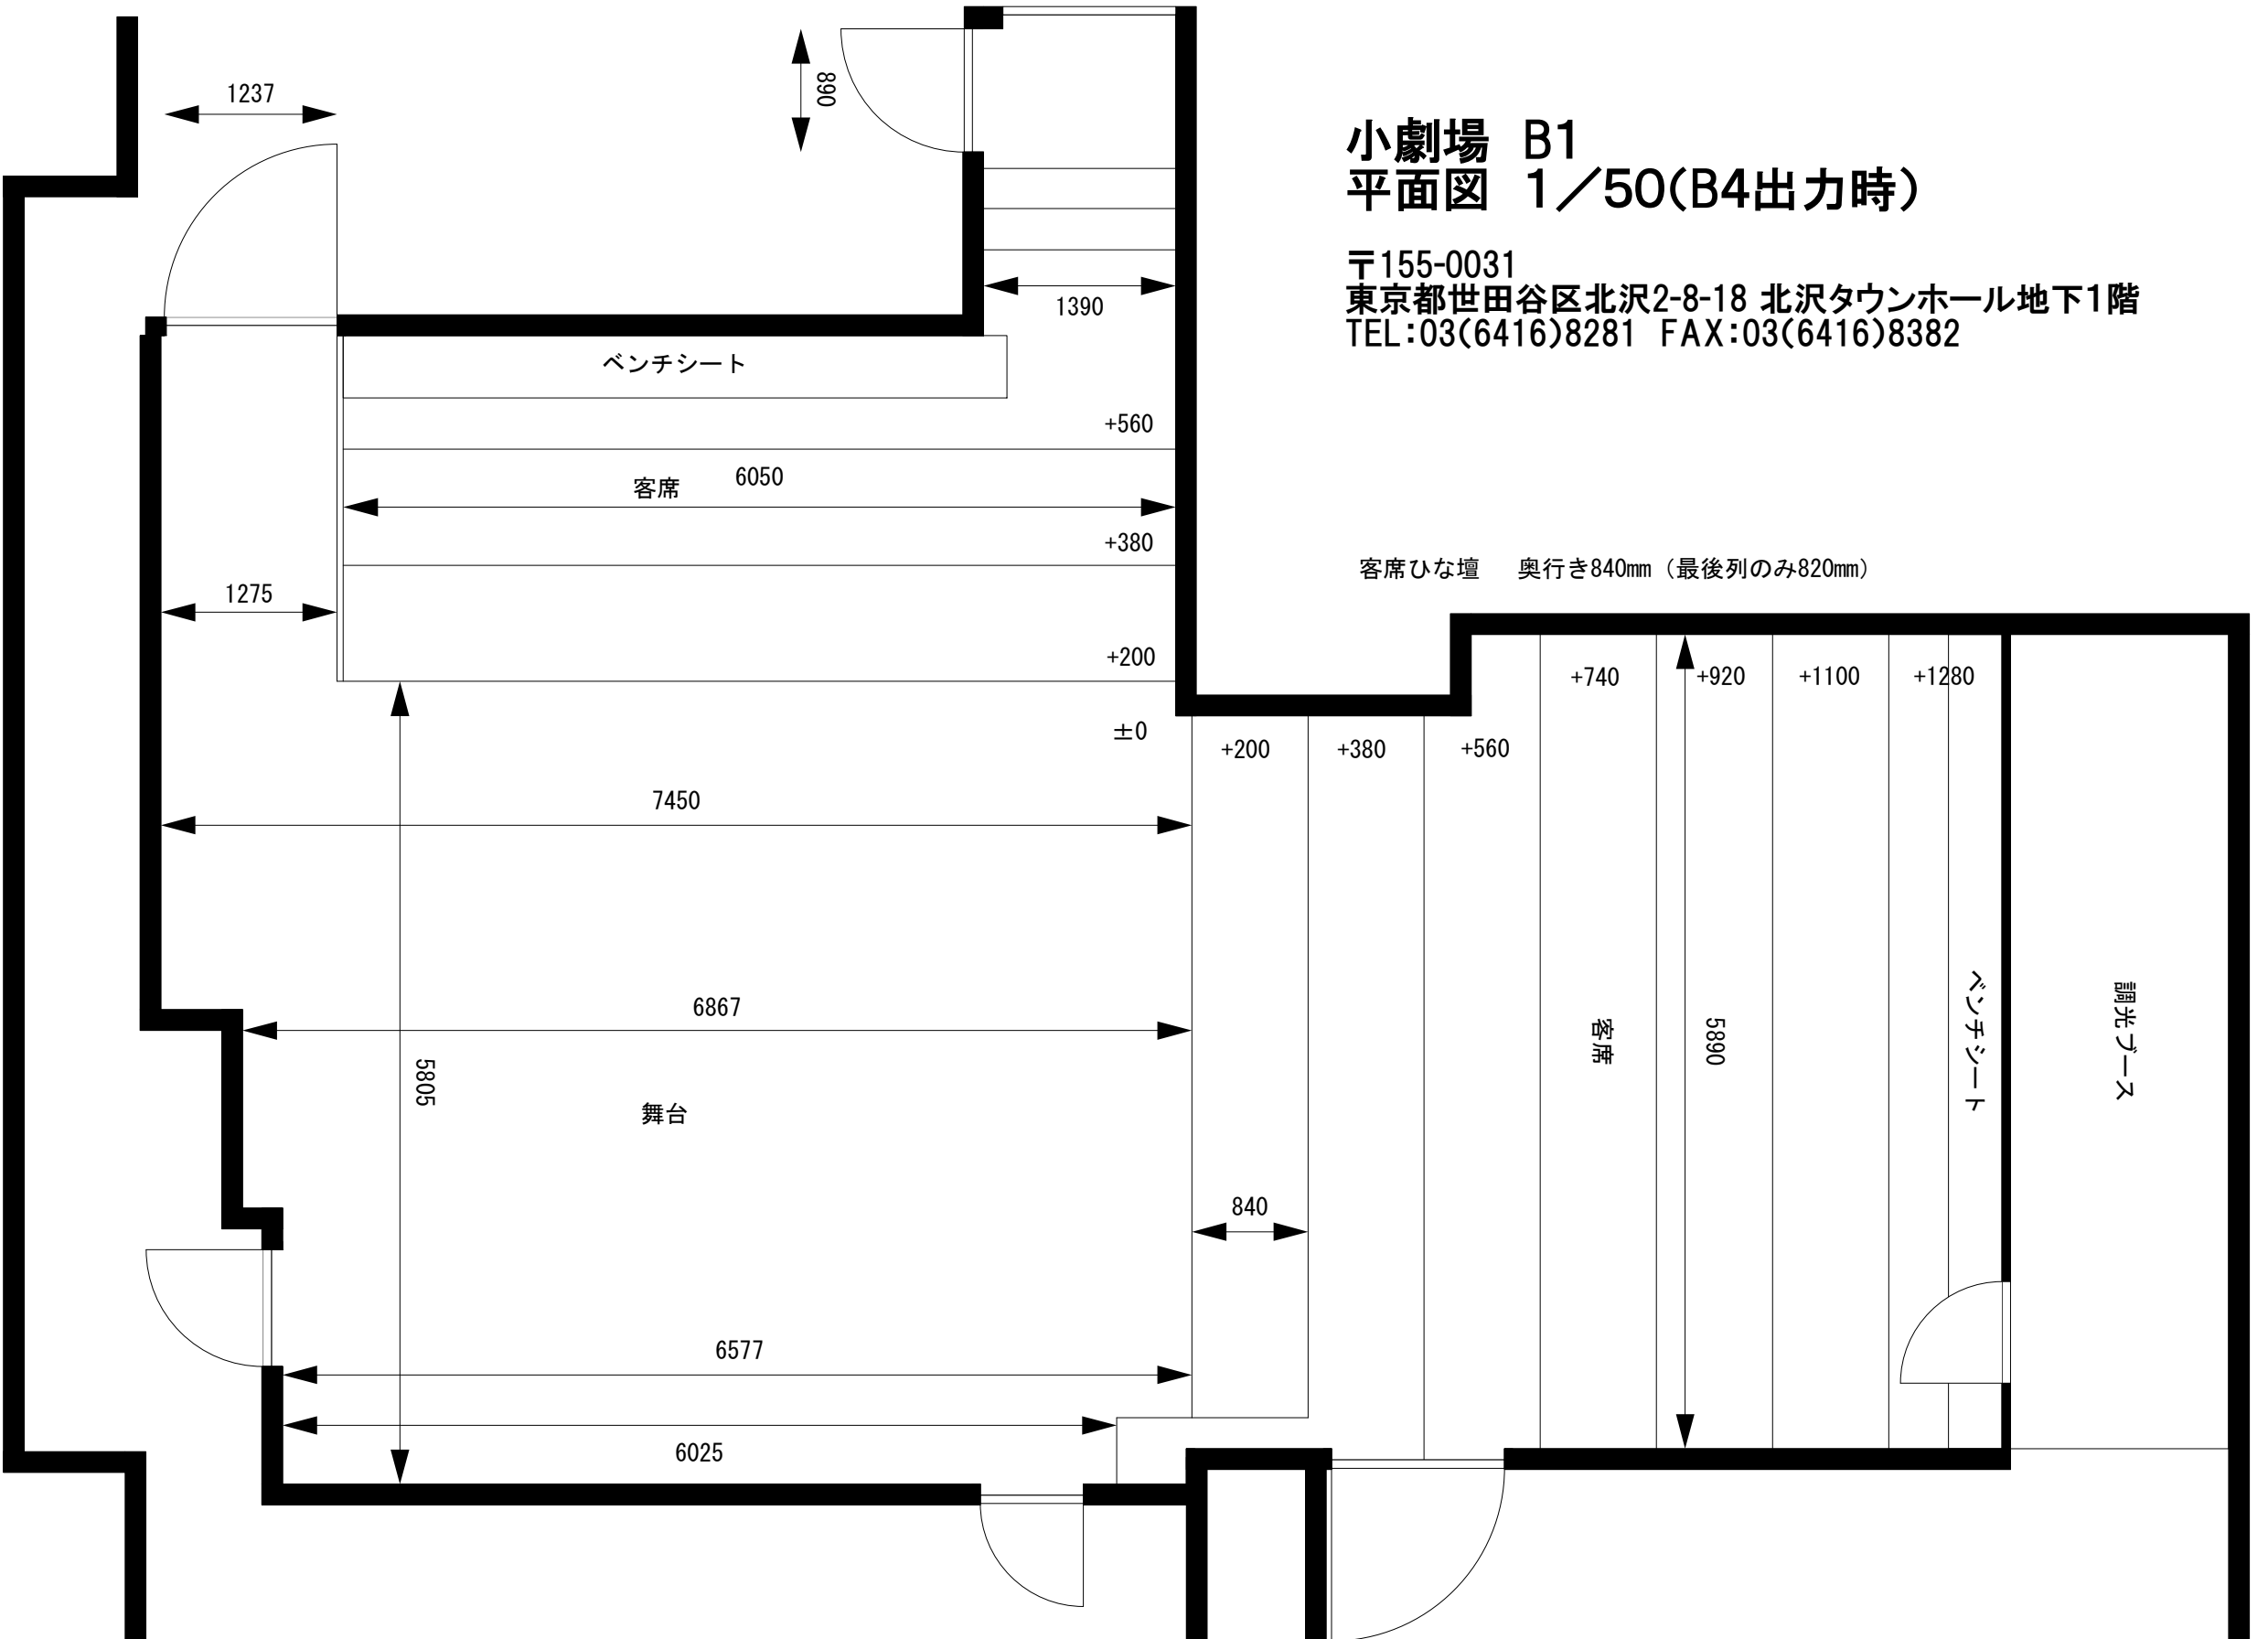 1237
890
小劇場 B1
平面図 1／50(B4出力時)
〒155-0031
東京都世田谷区北沢2-8-18 北沢タウンホール地下1階
TEL:03(6416)8281 FAX:03(6416)8382
1390
ベンチシート
+560
客席
6050
+380
客席ひな壇 奥行き840mm（最後列のみ820mm）
1275
+200
±0
+200
+380
+560
+740
+920
+1100
+1280
7450
6867
5805
舞台
客席
5890
ベンチシート
調光ブース
840
6577
6025